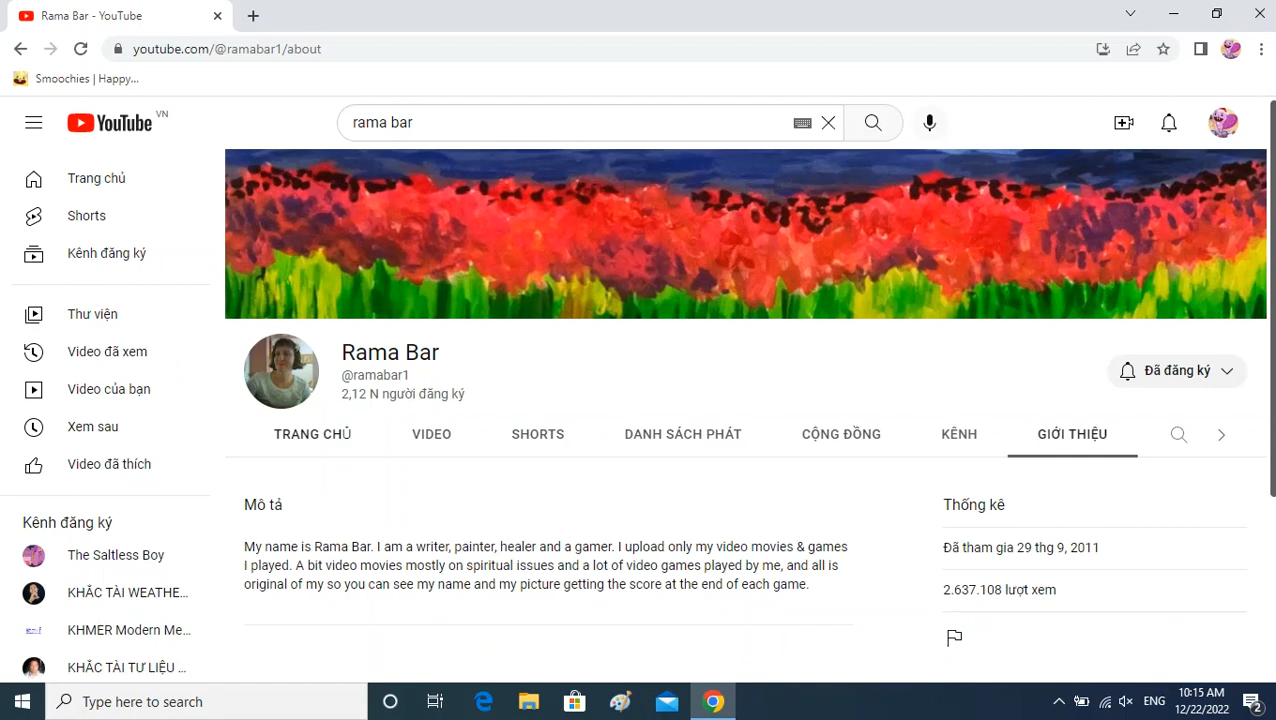 Rama Bar - YouTube
youtube.com/@ramabar1/about
Smoochies | Happy...
YouTube VN
rama bar
Trang chủ
Shorts
Kênh đăng ký
Thư viện
Video đã xem
Video của bạn
Xem sau
Video đã thích
Kênh đăng ký
The Saltless Boy
KHẮC TÀI WEATHE...
KHMER Modern Me...
KHẮC TÀI TƯ LIỆU ...
Rama Bar
@ramabar1
2,12 N người đăng ký
Đã đăng ký
TRANG CHỦ VIDEO SHORTS DANH SÁCH PHÁT CỘNG ĐỒNG KÊNH GIỚI THIỆU
Mô tả
My name is Rama Bar. I am a writer, painter, healer and a gamer. I upload only my video movies & games
I played. A bit video movies mostly on spiritual issues and a lot of video games played by me, and all is
original of my so you can see my name and my picture getting the score at the end of each game.
Thống kê
Đã tham gia 29 thg 9, 2011
2.637.108 lượt xem
Type here to search
ENG
10:15 AM
12/22/2022
2